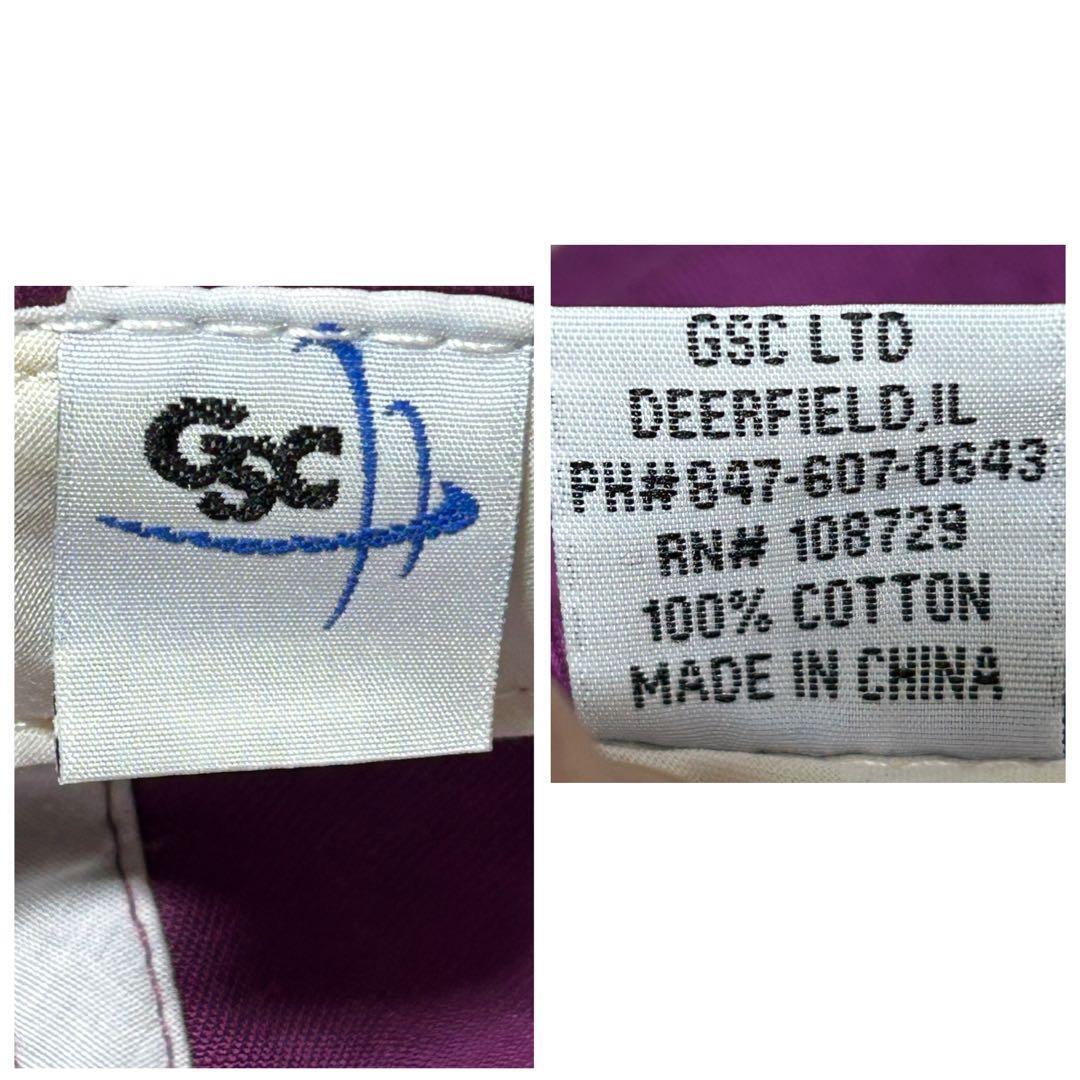 GSC
GSC LTD
DEERFIELD,IL
PH#847-607-0643
RN# 108729
100% COTTON
MADE IN CHINA